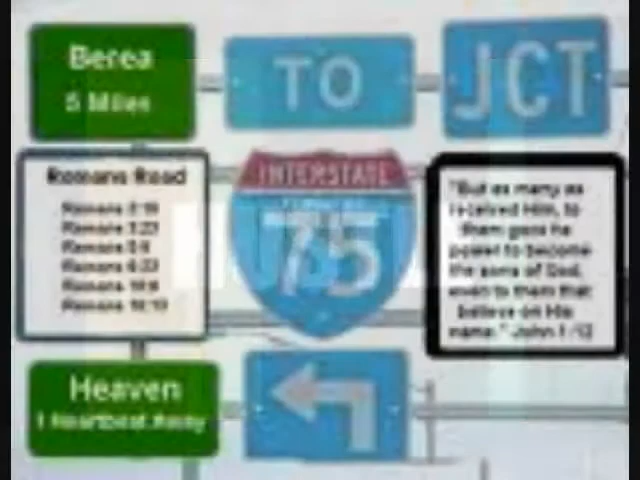 Berea
5 Miles
TO
JCT
Romans Road
Romans 3:10
Romans 3:23
Romans 5:8
Romans 6:23
Romans 10:9
Romans 10:13
INTERSTATE
75
"But as many as
received Him, to
them gave he
power to become
the sons of God,
even to them that
believe on His
name." John 1:12
Heaven
1 Heartbeat Away